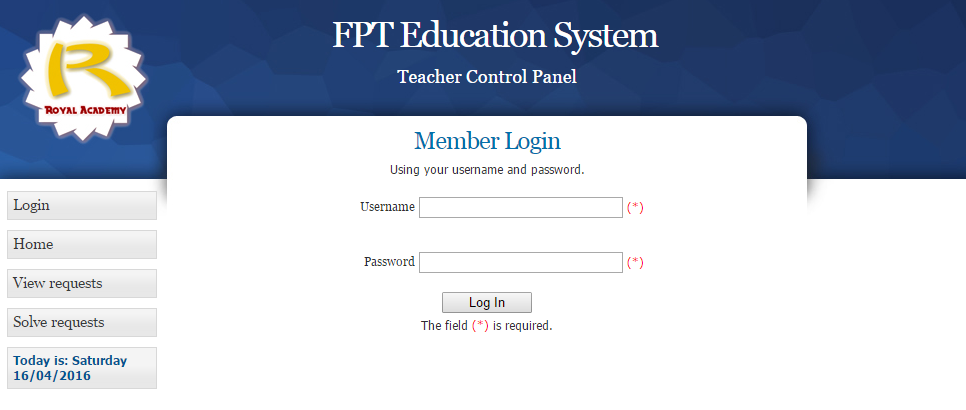 FPT Education System
Teacher Control Panel
R
ROYAL ACADEMY
Member Login
Using your username and password.
Username (*)
Password (*)
Log In
The field (*) is required.
Login
Home
View requests
Solve requests
Today is: Saturday
16/04/2016